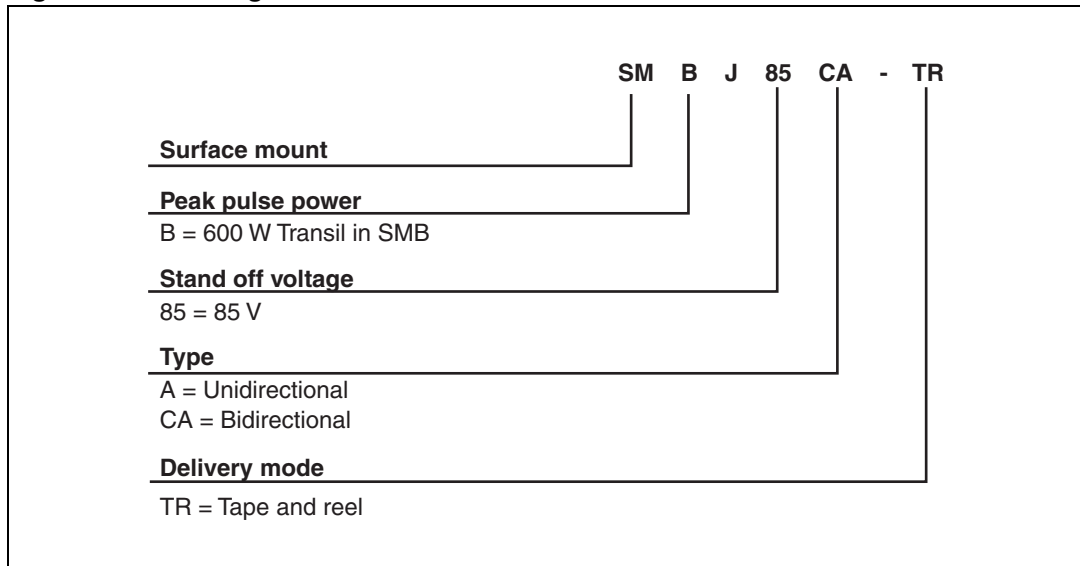 SM B J 85 CA - TR
Surface mount
Peak pulse power
B = 600 W Transil in SMB
Stand off voltage
85 = 85 V
Type
A = Unidirectional
CA = Bidirectional
Delivery mode
TR = Tape and reel